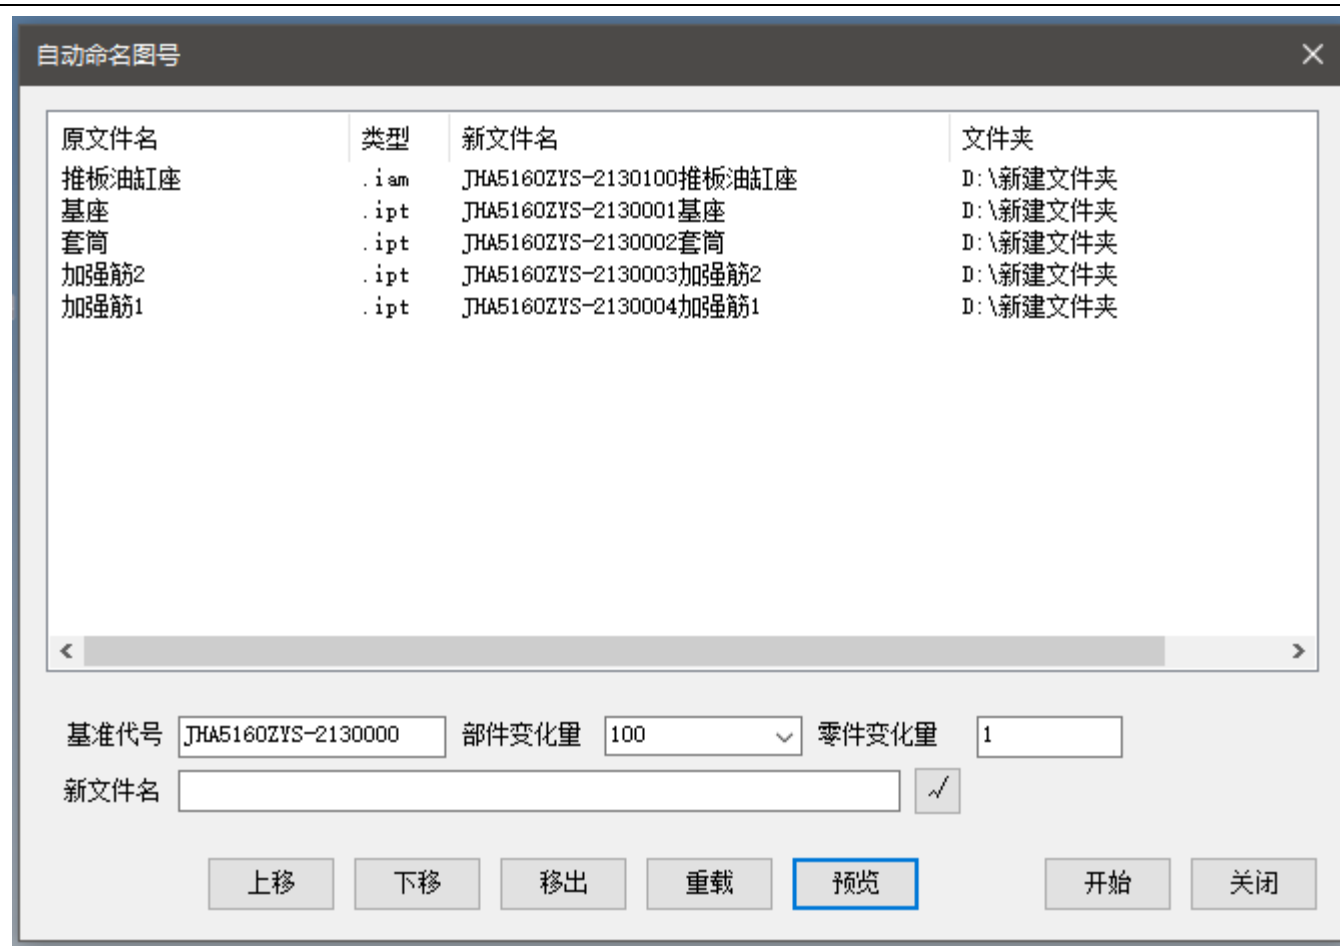 自动命名图号
原文件名 类型 新文件名 文件夹
推板油缸座 .iam JHA5160ZYS-2130100推板油缸座 D:\新建文件夹
基座 .ipt JHA5160ZYS-2130001基座 D:\新建文件夹
套筒 .ipt JHA5160ZYS-2130002套筒 D:\新建文件夹
加强筋2 .ipt JHA5160ZYS-2130003加强筋2 D:\新建文件夹
加强筋1 .ipt JHA5160ZYS-2130004加强筋1 D:\新建文件夹
基准代号 JHA5160ZYS-2130000 部件变化量 100 零件变化量 1
新文件名 √
上移 下移 移出 重载 预览 开始 关闭